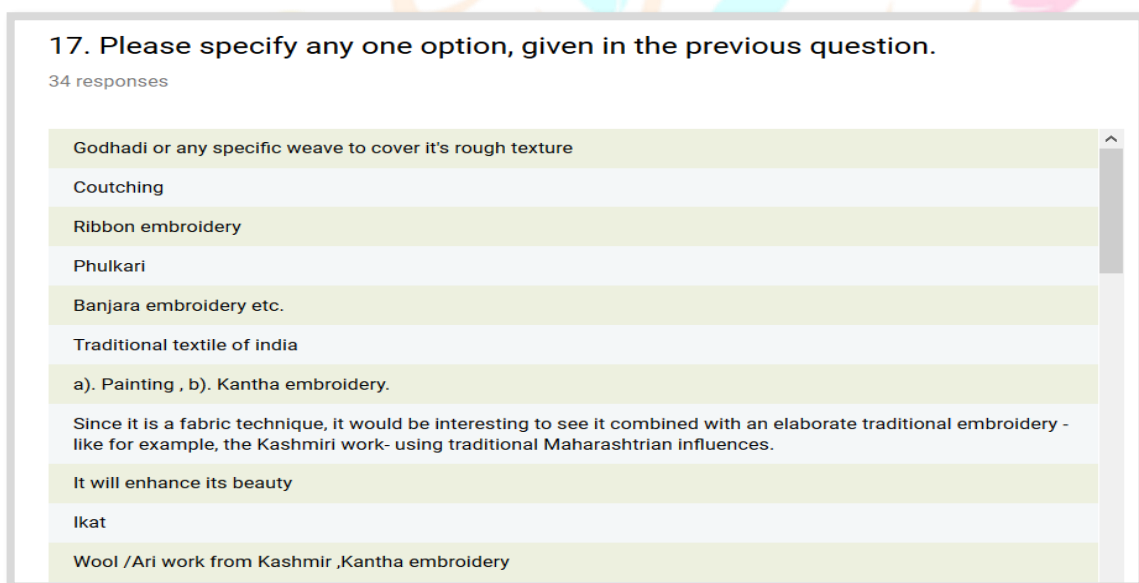 17. Please specify any one option, given in the previous question.
34 responses
Godhadi or any specific weave to cover it's rough texture
Coutching
Ribbon embroidery
Phulkari
Banjara embroidery etc.
Traditional textile of india
a). Painting , b). Kantha embroidery.
Since it is a fabric technique, it would be interesting to see it combined with an elaborate traditional embroidery -
like for example, the Kashmiri work- using traditional Maharashtrian influences.
It will enhance its beauty
Ikat
Wool /Ari work from Kashmir ,Kantha embroidery